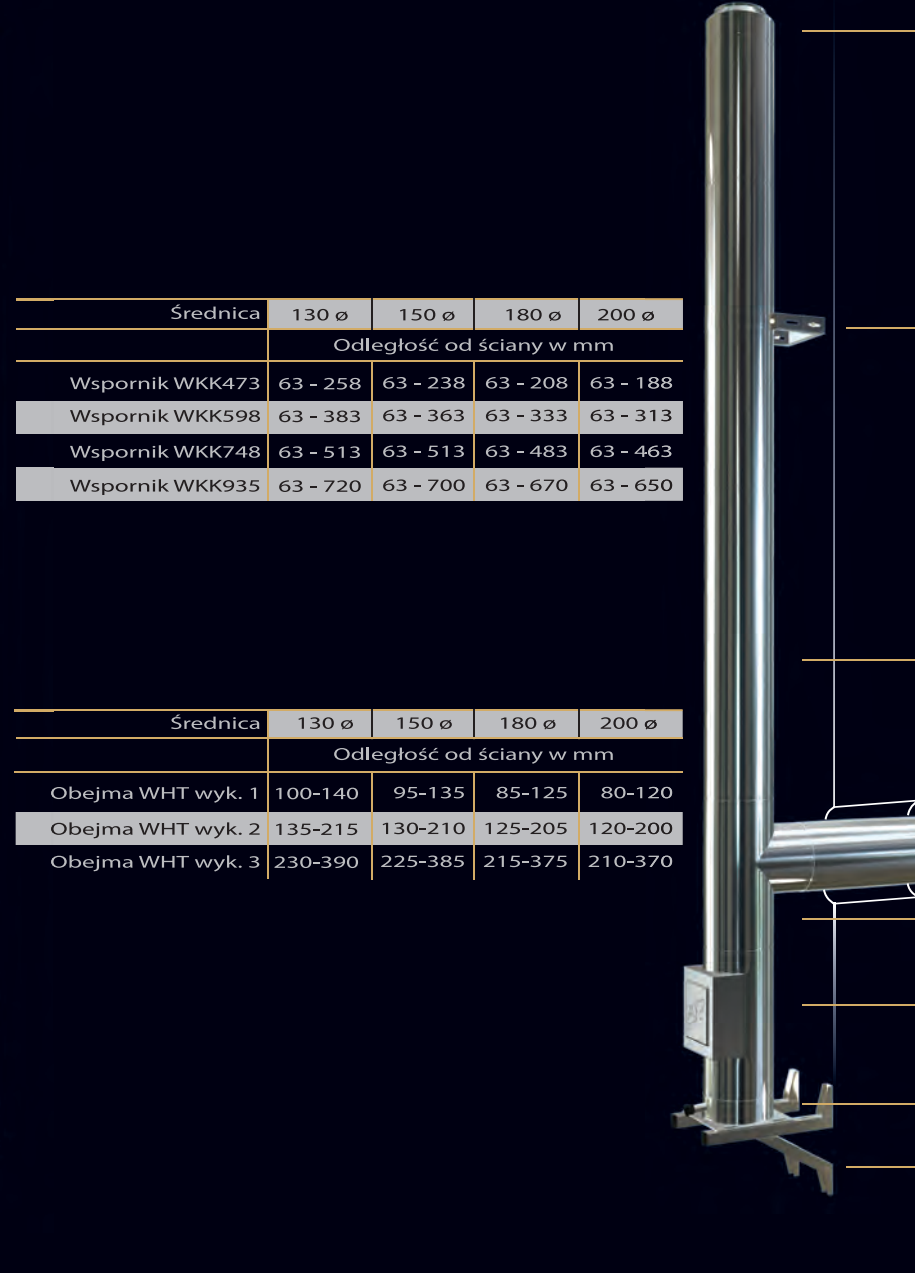 Średnica 130 ø 150 ø 180 ø 200 ø
Odległość od ściany w mm
Wspornik WKK473 63 - 258 63 - 238 63 - 208 63 - 188
Wspornik WKK598 63 - 383 63 - 363 63 - 333 63 - 313
Wspornik WKK748 63 - 513 63 - 513 63 - 483 63 - 463
Wspornik WKK935 63 - 720 63 - 700 63 - 670 63 - 650
Średnica 130 ø 150 ø 180 ø 200 ø
Odległość od ściany w mm
Obejma WHT wyk. 1 100-140 95-135 85-125 80-120
Obejma WHT wyk. 2 135-215 130-210 125-205 120-200
Obejma WHT wyk. 3 230-390 225-385 215-375 210-370